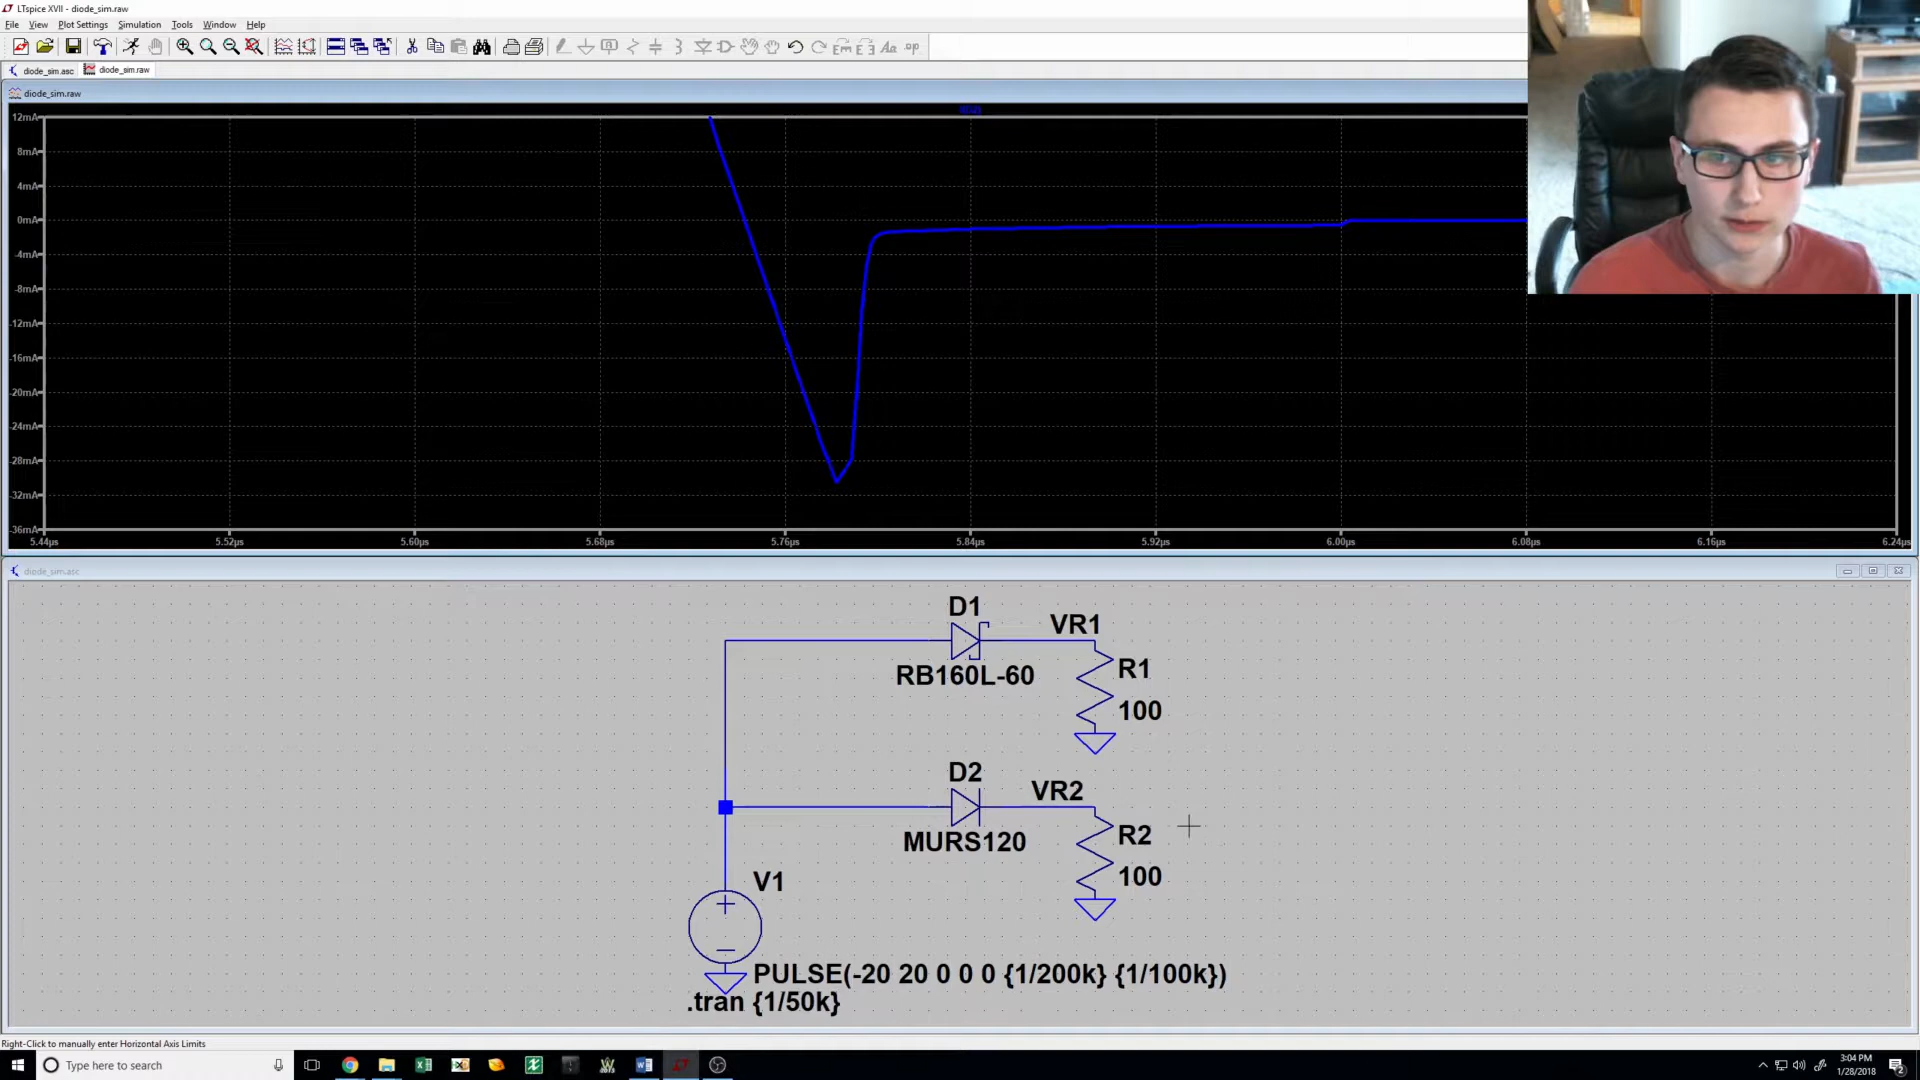 LTspice XVII - diode_sim.raw
File View Plot Settings Simulation Tools Window Help
diode_sim.asc diode_sim.raw
diode_sim.raw
12mA
8mA
4mA
0mA
-4mA
-8mA
-12mA
-16mA
-20mA
-24mA
-28mA
-32mA
-36mA
5.44µs 5.52µs 5.60µs 5.68µs 5.76µs 5.84µs 5.92µs 6.00µs 6.08µs 6.16µs 6.24µs
diode_sim.asc
D1
VR1
R1
RB160L-60
100
D2
VR2
R2
MURS120
100
V1
PULSE(-20 20 0 0 0 {1/200k} {1/100k})
.tran {1/50k}
Right-Click to manually enter Horizontal Axis Limits
Type here to search
3:04 PM
1/28/2018